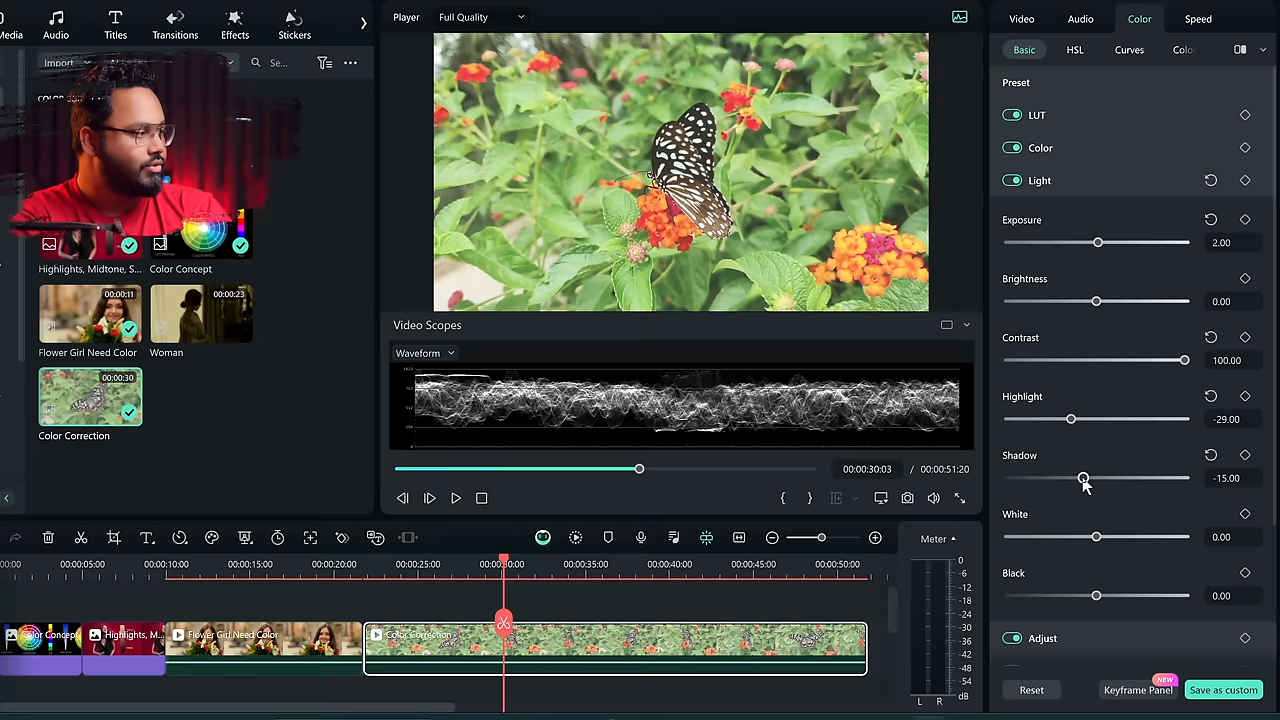 Media
Audio
Titles
Transitions
Effects
Stickers
Player
Full Quality
Video
Audio
Color
Speed
Import
Se...
Basic
HSL
Curves
Color
Preset
LUT
Color
Light
Exposure
2.00
Brightness
0.00
Contrast
100.00
Highlight
-29.00
Shadow
-15.00
White
0.00
Black
0.00
Adjust
Reset
NEW
Keyframe Panel
Save as custom
Highlights, Midtone, S...
Color Concept
00:00:11
00:00:23
Flower Girl Need Color
Woman
00:00:30
Color Correction
Video Scopes
Waveform
00:00:30:03
/ 00:00:51:20
{ }
Meter
00:00
00:00:05:00
00:00:10:00
00:00:15:00
00:00:20:00
00:00:25:00
00:00:30:00
00:00:35:00
00:00:40:00
00:00:45:00
00:00:50:00
0
-6
-12
-18
-24
-30
-36
-42
-48
-54
dB
L R
Color Concept
Highlights, M...
Flower Girl Need Color
Color Correction